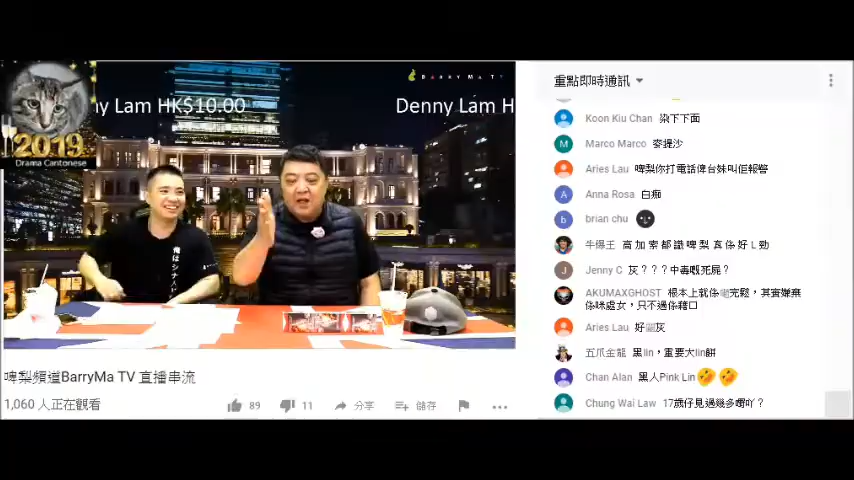 y Lam HK$10.00
Denny Lam H
BARRY MA T
2019
Drama Cantonese
啤梨頻道BarryMa TV 直播串流
1,060 人正在觀看
89
11
分享
儲存
重點即時通訊
Koon Kiu Chan 染下下面
Marco Marco 麥提沙
Aries Lau 啤梨你打電話俾台妹叫佢報警
Anna Rosa 白痴
brian chu
牛爆王 高加索都識啤梨真係好L勁
Jenny C 灰???中毒嘅死屍?
AKUMAXGHOST 根本上就係 完鬆,其實嫌棄
係咪處女,只不過係藉口
Aries Lau 好 灰
五爪金龍 黑lin,重要大lin餅
Chan Alan 黑人Pink Lin
Chung Wai Law 17歲仔見過幾多嚿吖?